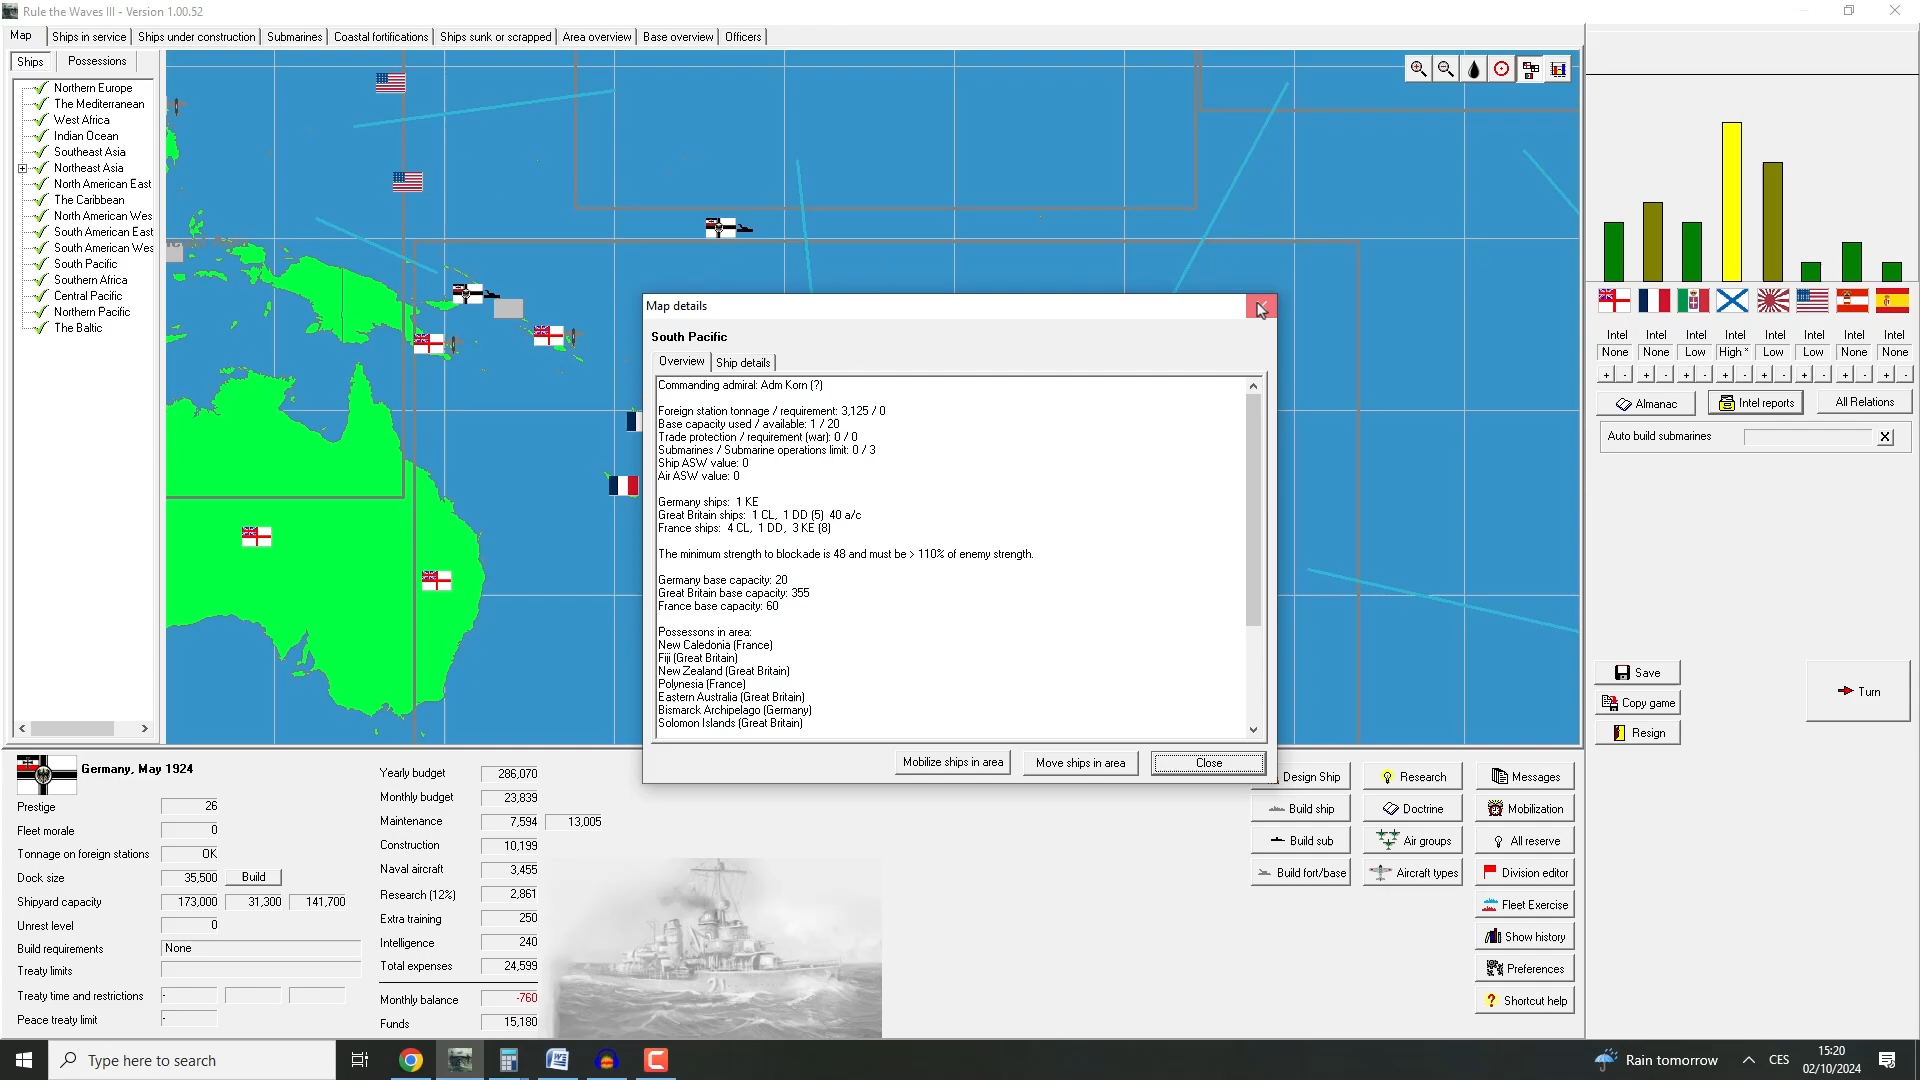 Rule the Waves III - Version 1.00.52
Map Ships in service Ships under construction Submarines Coastal fortifications Ships sunk or scrapped Area overview Base overview Officers
Ships Possessions
Northern Europe
The Mediterranean
West Africa
Indian Ocean
Southeast Asia
Northeast Asia
North American East
The Caribbean
North American Wes
South American East
South American Wes
South Pacific
Southern Africa
Central Pacific
Northern Pacific
The Baltic
Map details
South Pacific
Overview Ship details
Commanding admiral: Adm Korn (?)
Foreign station tonnage / requirement: 3,125 / 0
Base capacity used / available: 1 / 20
Trade protection / requirement (war): 0 / 0
Submarines / Submarine operations limit: 0 / 3
Ship ASW value: 0
Air ASW value: 0
Germany ships: 1 KE
Great Britain ships: 1 CL, 1 DD (5) 40 a/c
France ships: 4 CL, 1 DD, 3 KE (8)
The minimum strength to blockade is 48 and must be > 110% of enemy strength.
Germany base capacity: 20
Great Britain base capacity: 355
France base capacity: 60
Possessons in area:
New Caledonia (France)
Fiji (Great Britain)
New Zealand (Great Britain)
Polynesia (France)
Eastern Australia (Great Britain)
Bismarck Archipelago (Germany)
Solomon Islands (Great Britain)
Mobilize ships in area Move ships in area Close
Intel Intel Intel Intel Intel Intel Intel Intel
None None Low High * Low Low None None
+ - + - + - + - + - + - + - + -
Almanac Intel reports All Relations
Auto build submarines X
Save
Copy game
Resign
Turn
Germany, May 1924
Prestige 26
Fleet morale 0
Tonnage on foreign stations OK
Dock size 35,500 Build
Shipyard capacity 173,000 31,300 141,700
Unrest level 0
Build requirements None
Treaty limits
Treaty time and restrictions -
Peace treaty limit -
Yearly budget 286,070
Monthly budget 23,839
Maintenance 7,594 13,005
Construction 10,199
Naval aircraft 3,455
Research (12%) 2,861
Extra training 250
Intelligence 240
Total expenses 24,599
Monthly balance -760
Funds 15,180
21
Design Ship Research Messages
Build ship Doctrine Mobilization
Build sub Air groups All reserve
Build fort/base Aircraft types Division editor
Fleet Exercise
Show history
Preferences
? Shortcut help
Type here to search
Rain tomorrow CES 15:20
02/10/2024